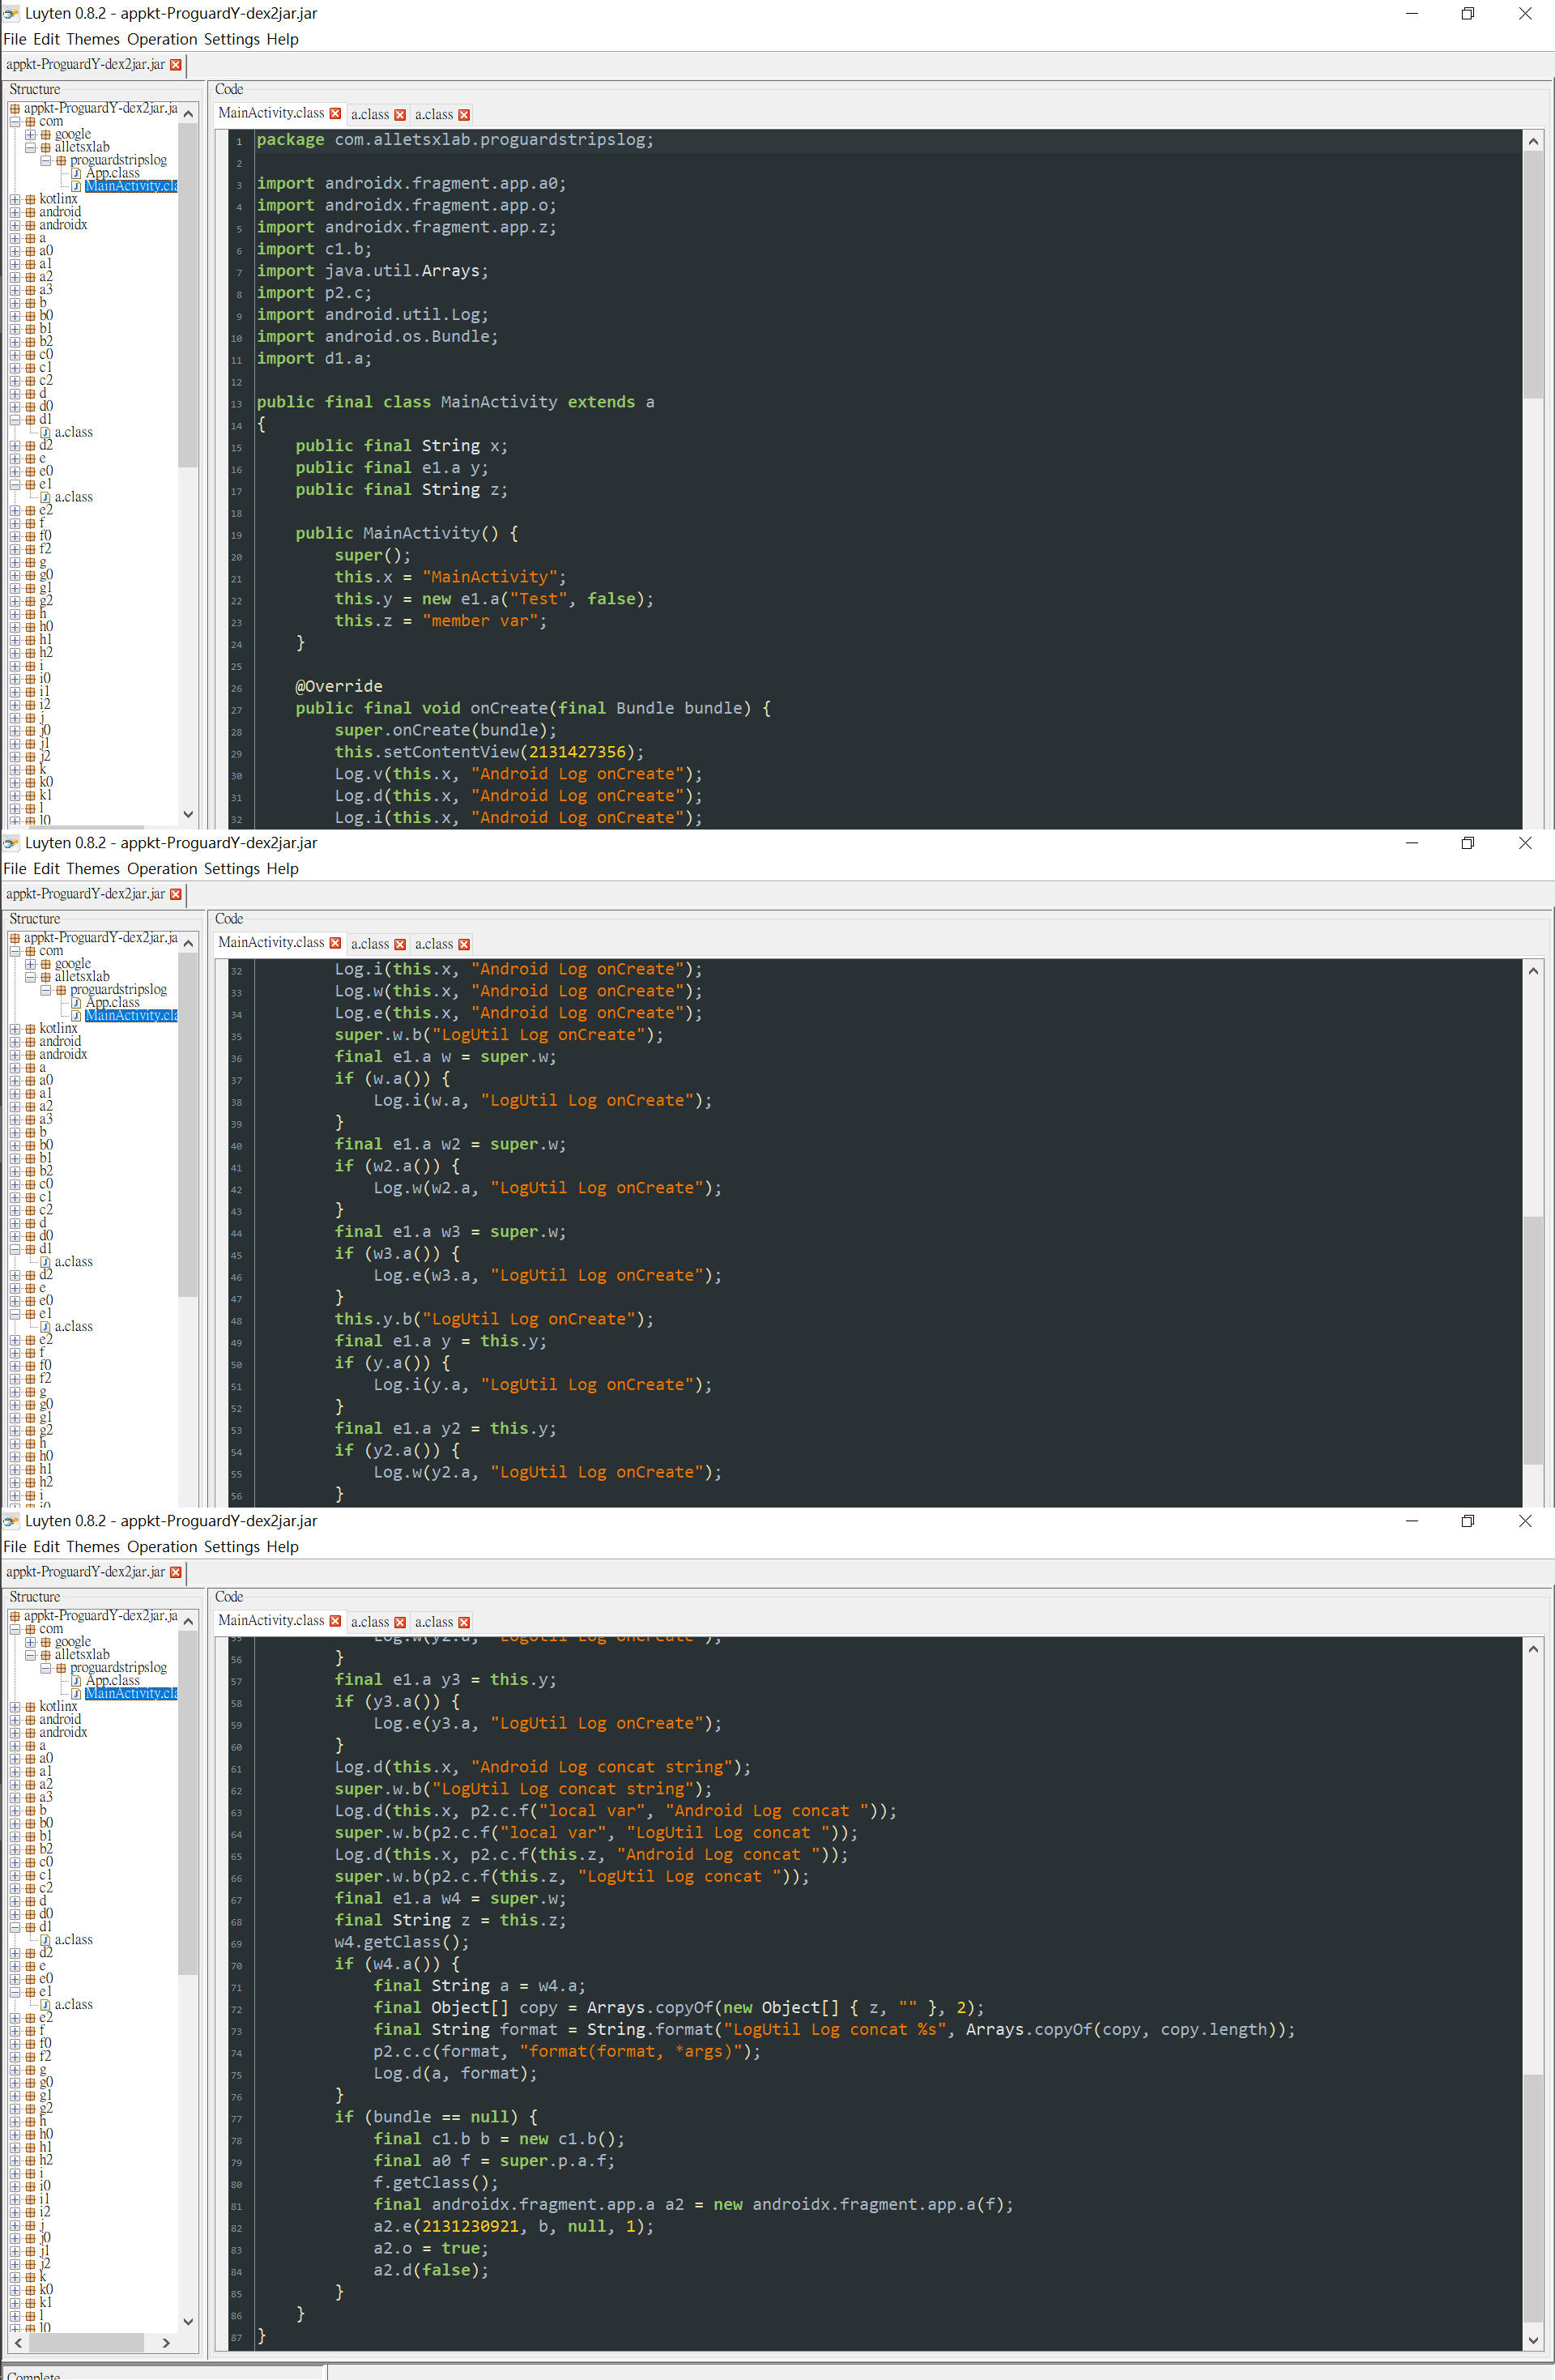 Luyten 0.8.2 - appkt-ProguardY-dex2jar.jar
File Edit Themes Operation Settings Help
appkt-ProguardY-dex2jar.jar
Structure
appkt-ProguardY-dex2jar.ja
com
google
alletsxlab
proguardstripslog
App.class
MainActivity.cla
kotlinx
android
androidx
a
a0
a1
a2
a3
b
b0
b1
b2
c0
c1
c2
d
d0
d1
a.class
d2
e
e0
e1
a.class
e2
f
f0
f2
g
g0
g1
g2
h
h0
h1
h2
i
i0
i1
i2
j
j0
j1
j2
k
k0
k1
l
l0
Code
MainActivity.class a.class a.class
1 package com.alletsxlab.proguardstripslog;
2
3 import androidx.fragment.app.a0;
4 import androidx.fragment.app.o;
5 import androidx.fragment.app.z;
6 import c1.b;
7 import java.util.Arrays;
8 import p2.c;
9 import android.util.Log;
10 import android.os.Bundle;
11 import d1.a;
12
13 public final class MainActivity extends a
14 {
15 public final String x;
16 public final e1.a y;
17 public final String z;
18
19 public MainActivity() {
20 super();
21 this.x = "MainActivity";
22 this.y = new e1.a("Test", false);
23 this.z = "member var";
24 }
25
26 @Override
27 public final void onCreate(final Bundle bundle) {
28 super.onCreate(bundle);
29 this.setContentView(2131427356);
30 Log.v(this.x, "Android Log onCreate");
31 Log.d(this.x, "Android Log onCreate");
32 Log.i(this.x, "Android Log onCreate");
Luyten 0.8.2 - appkt-ProguardY-dex2jar.jar
File Edit Themes Operation Settings Help
appkt-ProguardY-dex2jar.jar
Structure
appkt-ProguardY-dex2jar.ja
com
google
alletsxlab
proguardstripslog
App.class
MainActivity.cla
kotlinx
android
androidx
a
a0
a1
a2
a3
b
b0
b1
b2
c0
c1
c2
d
d0
d1
a.class
d2
e
e0
e1
a.class
e2
f
f0
f2
g
g0
g1
g2
h
h0
h1
h2
i
i0
Code
MainActivity.class a.class a.class
32 Log.i(this.x, "Android Log onCreate");
33 Log.w(this.x, "Android Log onCreate");
34 Log.e(this.x, "Android Log onCreate");
35 super.w.b("LogUtil Log onCreate");
36 final e1.a w = super.w;
37 if (w.a()) {
38 Log.i(w.a, "LogUtil Log onCreate");
39 }
40 final e1.a w2 = super.w;
41 if (w2.a()) {
42 Log.w(w2.a, "LogUtil Log onCreate");
43 }
44 final e1.a w3 = super.w;
45 if (w3.a()) {
46 Log.e(w3.a, "LogUtil Log onCreate");
47 }
48 this.y.b("LogUtil Log onCreate");
49 final e1.a y = this.y;
50 if (y.a()) {
51 Log.i(y.a, "LogUtil Log onCreate");
52 }
53 final e1.a y2 = this.y;
54 if (y2.a()) {
55 Log.w(y2.a, "LogUtil Log onCreate");
56 }
Luyten 0.8.2 - appkt-ProguardY-dex2jar.jar
File Edit Themes Operation Settings Help
appkt-ProguardY-dex2jar.jar
Structure
appkt-ProguardY-dex2jar.ja
com
google
alletsxlab
proguardstripslog
App.class
MainActivity.cla
kotlinx
android
androidx
a
a0
a1
a2
a3
b
b0
b1
b2
c0
c1
c2
d
d0
d1
a.class
d2
e
e0
e1
a.class
e2
f
f0
f2
g
g0
g1
g2
h
h0
h1
h2
i
i0
i1
i2
j
j0
j1
j2
k
k0
k1
l
l0
Code
MainActivity.class a.class a.class
55 Log.w(y2.a, "LogUtil Log onCreate");
56 }
57 final e1.a y3 = this.y;
58 if (y3.a()) {
59 Log.e(y3.a, "LogUtil Log onCreate");
60 }
61 Log.d(this.x, "Android Log concat string");
62 super.w.b("LogUtil Log concat string");
63 Log.d(this.x, p2.c.f("local var", "Android Log concat "));
64 super.w.b(p2.c.f("local var", "LogUtil Log concat "));
65 Log.d(this.x, p2.c.f(this.z, "Android Log concat "));
66 super.w.b(p2.c.f(this.z, "LogUtil Log concat "));
67 final e1.a w4 = super.w;
68 final String z = this.z;
69 w4.getClass();
70 if (w4.a()) {
71 final String a = w4.a;
72 final Object[] copy = Arrays.copyOf(new Object[] { z, "" }, 2);
73 final String format = String.format("LogUtil Log concat %s", Arrays.copyOf(copy, copy.length));
74 p2.c.c(format, "format(format, *args)");
75 Log.d(a, format);
76 }
77 if (bundle == null) {
78 final c1.b b = new c1.b();
79 final a0 f = super.p.a.f;
80 f.getClass();
81 final androidx.fragment.app.a a2 = new androidx.fragment.app.a(f);
82 a2.e(2131230921, b, null, 1);
83 a2.o = true;
84 a2.d(false);
85 }
86 }
87 }
Complete